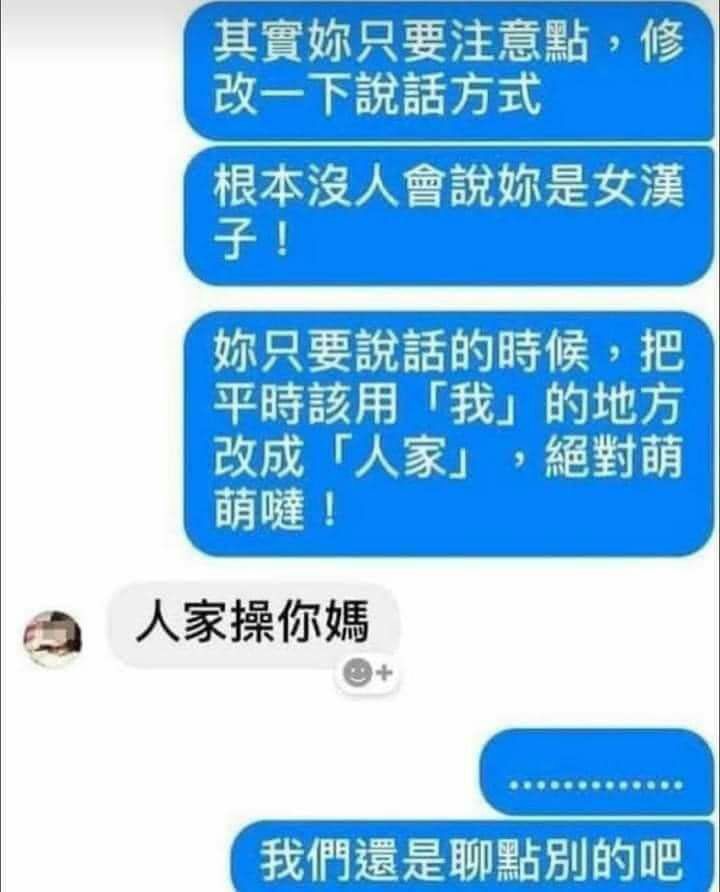 其實妳只要注意點，修
改一下說話方式
根本沒人會說妳是女漢
子！
妳只要說話的時候，把
平時該用「我」的地方
改成「人家」，絕對萌
萌噠！
人家操你媽
.............
我們還是聊點別的吧